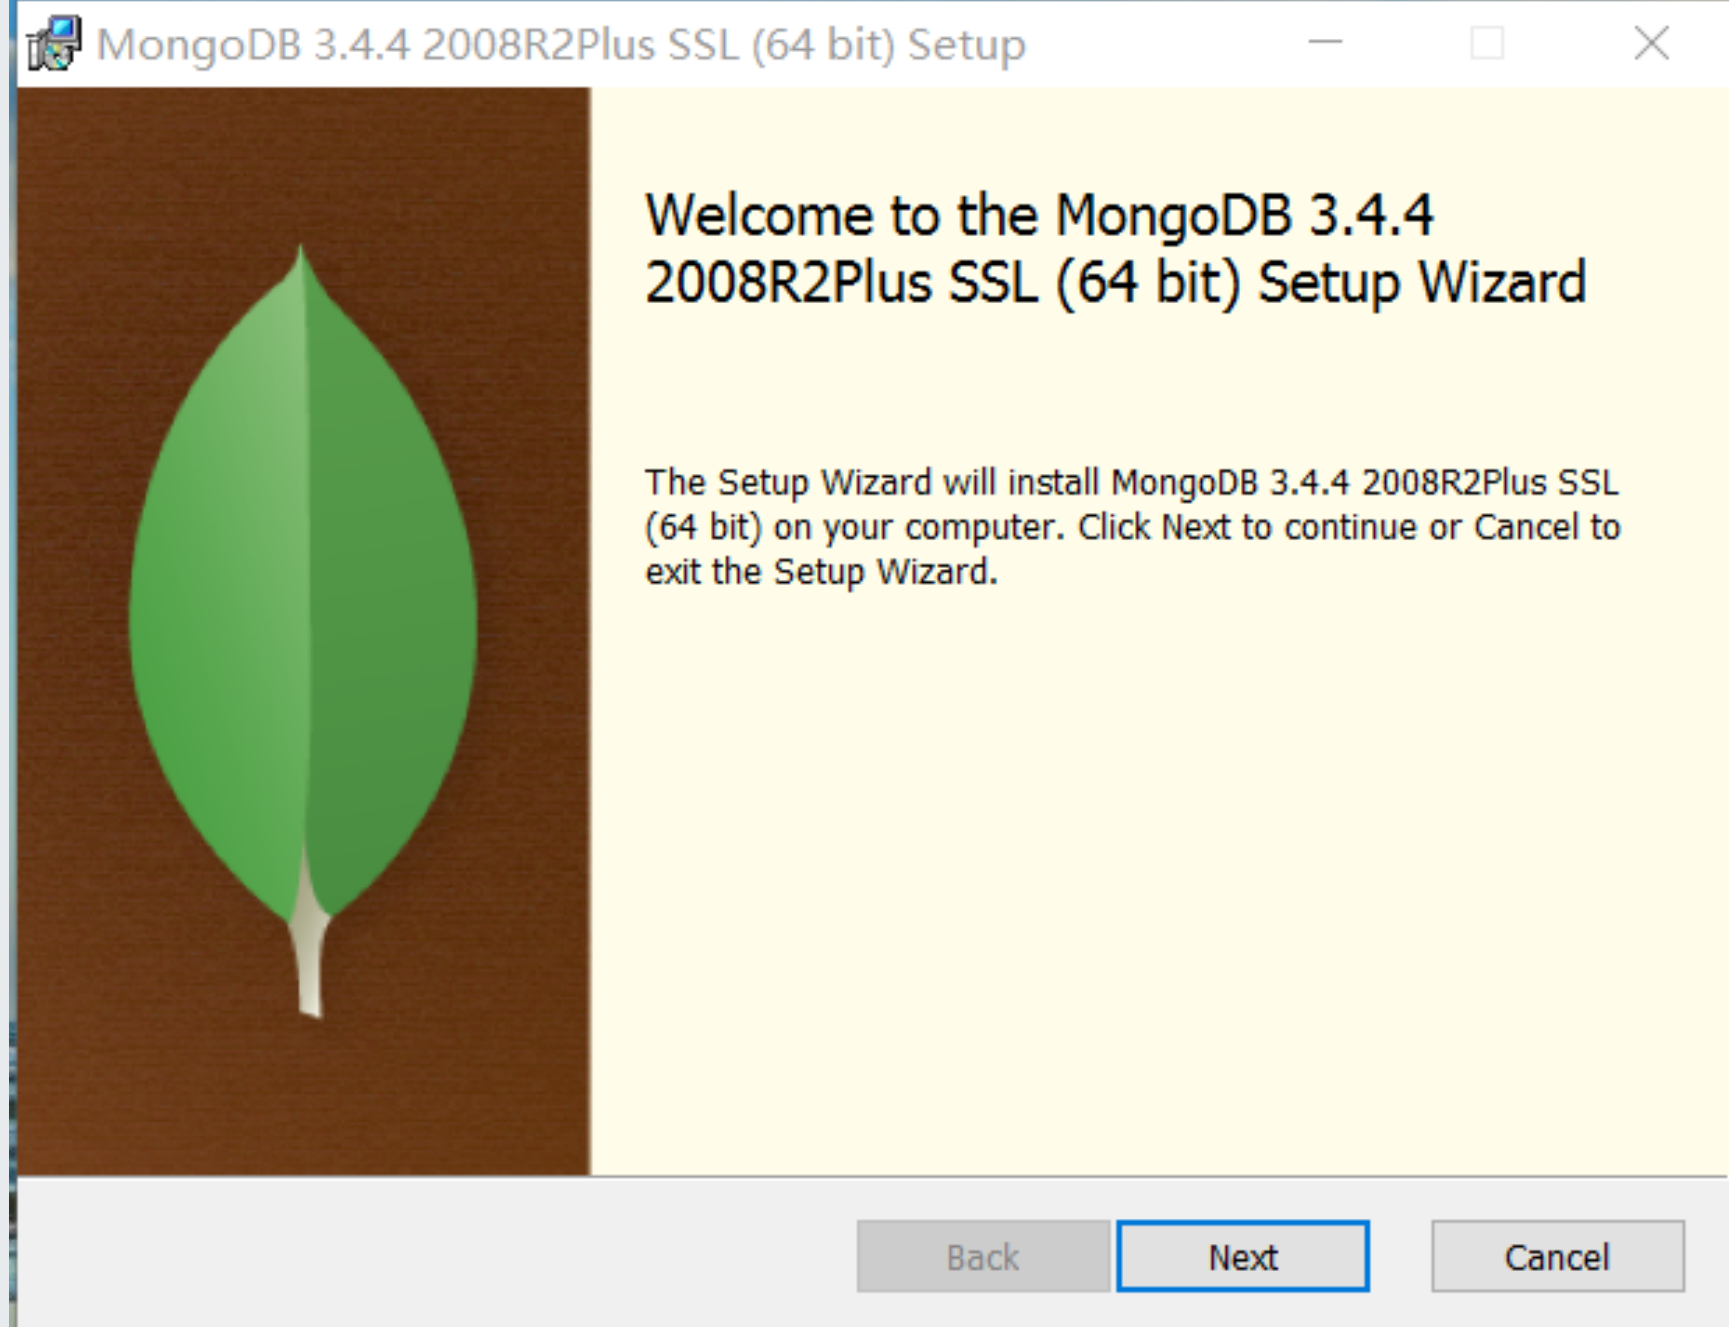 MongoDB 3.4.4 2008R2Plus SSL (64 bit) Setup
Welcome to the MongoDB 3.4.4
2008R2Plus SSL (64 bit) Setup Wizard
The Setup Wizard will install MongoDB 3.4.4 2008R2Plus SSL
(64 bit) on your computer. Click Next to continue or Cancel to
exit the Setup Wizard.
Back
Next
Cancel